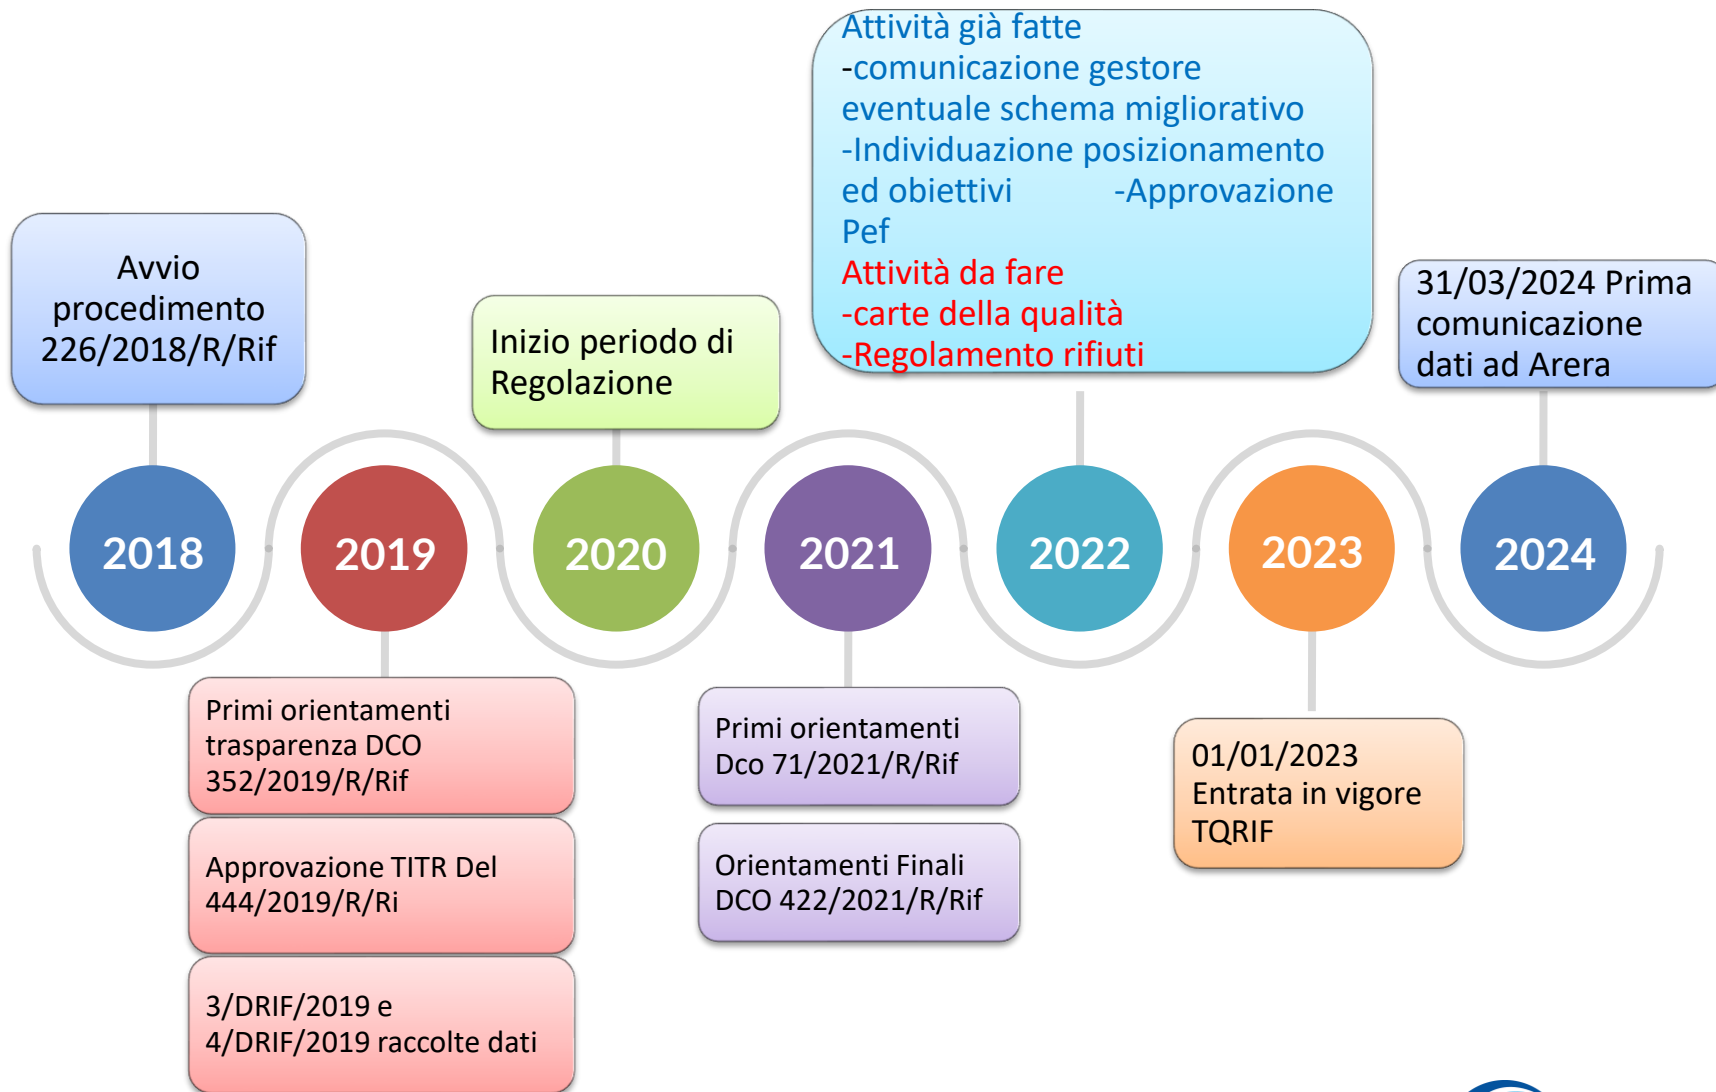 Attività già fatte
-comunicazione gestore
eventuale schema migliorativo
-Individuazione posizionamento
ed obiettivi -Approvazione
Pef
Attività da fare
-carte della qualità
-Regolamento rifiuti
Avvio
procedimento
226/2018/R/Rif
Inizio periodo di
Regolazione
31/03/2024 Prima
comunicazione
dati ad Arera
2018
2019
2020
2021
2022
2023
2024
Primi orientamenti
trasparenza DCO
352/2019/R/Rif
Approvazione TITR Del
444/2019/R/Ri
3/DRIF/2019 e
4/DRIF/2019 raccolte dati
Primi orientamenti
Dco 71/2021/R/Rif
Orientamenti Finali
DCO 422/2021/R/Rif
01/01/2023
Entrata in vigore
TQRIF